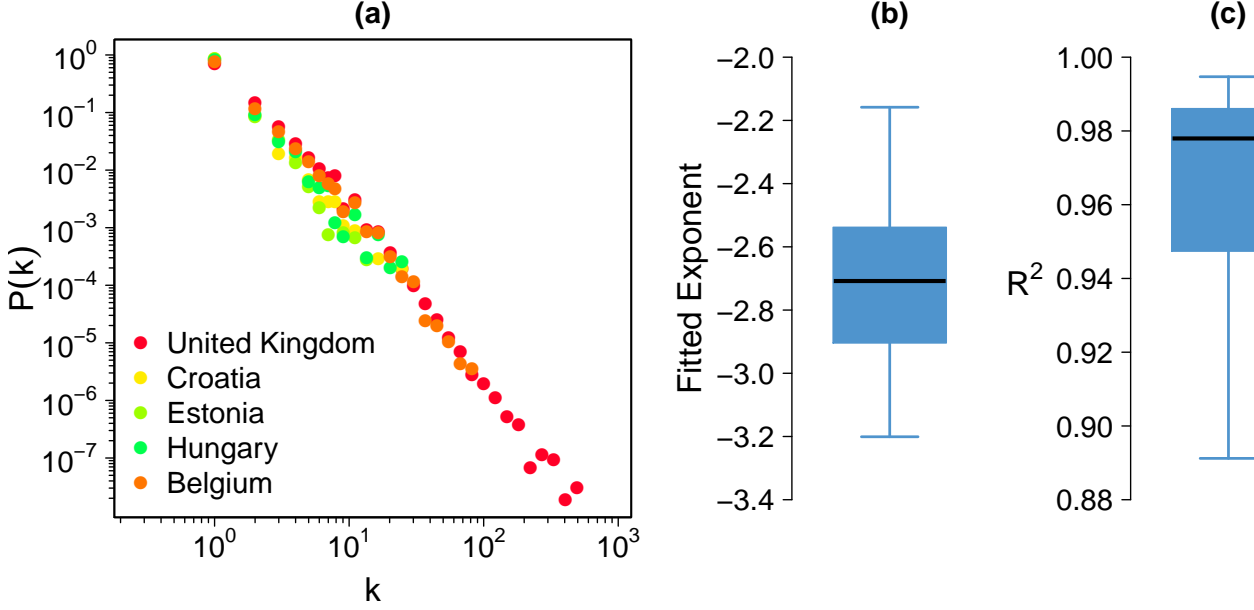 (a)
P(k)
10^0
10^-1
10^-2
10^-3
10^-4
10^-5
10^-6
10^-7
United Kingdom
Croatia
Estonia
Hungary
Belgium
10^0 10^1 10^2 10^3
k
(b)
Fitted Exponent
−2.0
−2.2
−2.4
−2.6
−2.8
−3.0
−3.2
−3.4
(c)
R^2
1.00
0.98
0.96
0.94
0.92
0.90
0.88